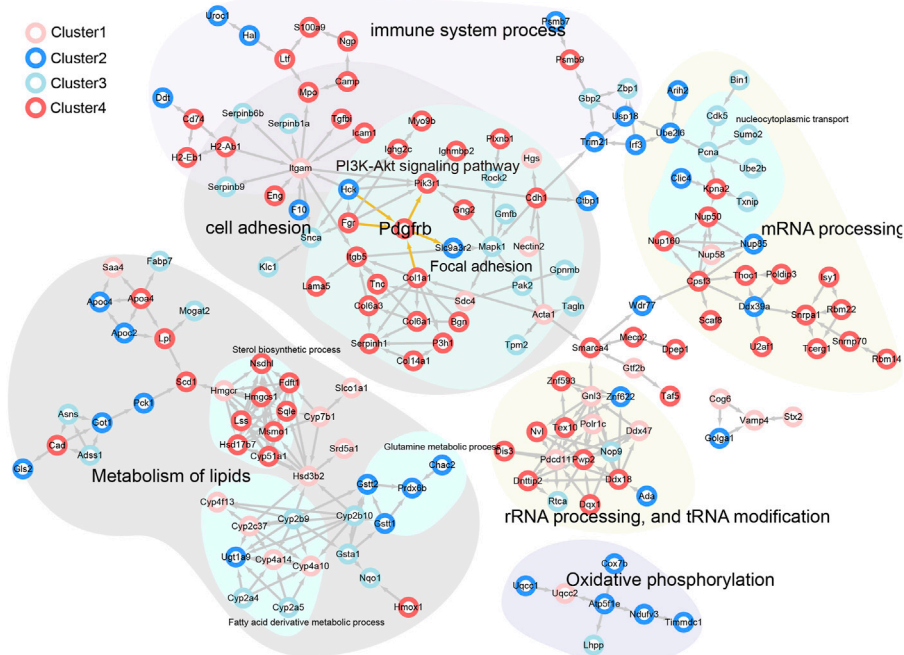 Cluster1
Cluster2
Cluster3
Cluster4
immune system process
Uroc1
Hal
S100a9
Ltf
Ngp
Mpo
Camp
Ddt
Cd74
H2-Eb1
H2-Ab1
Serpinb6b
Serpinb1a
Serpinb9
Tgfbi
Icam1
Itgam
Eng
F10
Psmb7
Psmb9
Gbp2
Zbp1
Usp18
Trim21
Irf3
Arih2
Ube2l6
Bin1
Cdk5
nucleocytoplasmic transport
Sumo2
Pcna
Ube2b
Clic4
Kpna2
Txnip
Nup50
Nup160
Nup85
Nup58
mRNA processing
Cpsf3
Thoc1
Poldip3
Isy1
Ddx39a
Rbm22
Snrpa1
Scaf8
U2af1
Tcerg1
Snrnp70
Rbm14
Myo9b
Ighg2c
Ighmbp2
Plxnb1
Hgs
PI3K-Akt signaling pathway
Rock2
Hck
Pik3r1
Cdh1
Ctbp1
Gng2
Gmfb
cell adhesion
Fgr
Pdgfrb
Snca
Slc9a3r2
Mapk1
Nectin2
Klc1
Itgb5
Focal adhesion
Gpnmb
Lama5
Tnc
Col1a1
Pak2
Sdc4
Tagln
Col6a3
Col6a1
Bgn
Acta1
Serpinh1
P3h1
Tpm2
Col14a1
Wdr77
Smarca4
Mecp2
Dpep1
Gtf2b
Taf5
Saa4
Fabp7
Apoc4
Apoa4
Mogat2
Apoc2
Lpl
Scd1
Pck1
Asns
Got1
Cad
Adss1
Gls2
Metabolism of lipids
Sterol biosynthetic process
Nsdhl
Hmgcr
Fdft1
Hmgcs1
Sqle
Lss
Msmo1
Hsd17b7
Cyp51a1
Slco1a1
Cyp7b1
Srd5a1
Hsd3b2
Glutamine metabolic process
Chac2
Gstt2
Prdx6b
Gstt1
Cyp4f13
Cyp2c37
Cyp2b9
Cyp2b10
Ugt1a9
Cyp4a14
Cyp4a10
Gsta1
Nqo1
Cyp2a4
Cyp2a5
Hmox1
Fatty acid derivative metabolic process
Znf593
Gnl3
Znf622
Nvl
Tex10
Polr1c
Ddx47
Dis3
Pdcd11
Pwp2
Nop9
Dnttip2
Ddx18
Rtca
Dqx1
Ada
rRNA processing, and tRNA modification
Cog6
Vamp4
Stx2
Golga1
Oxidative phosphorylation
Cox7b
Uqcc2
Atp5f1e
Ndufv3
Timmdc1
Lhpp